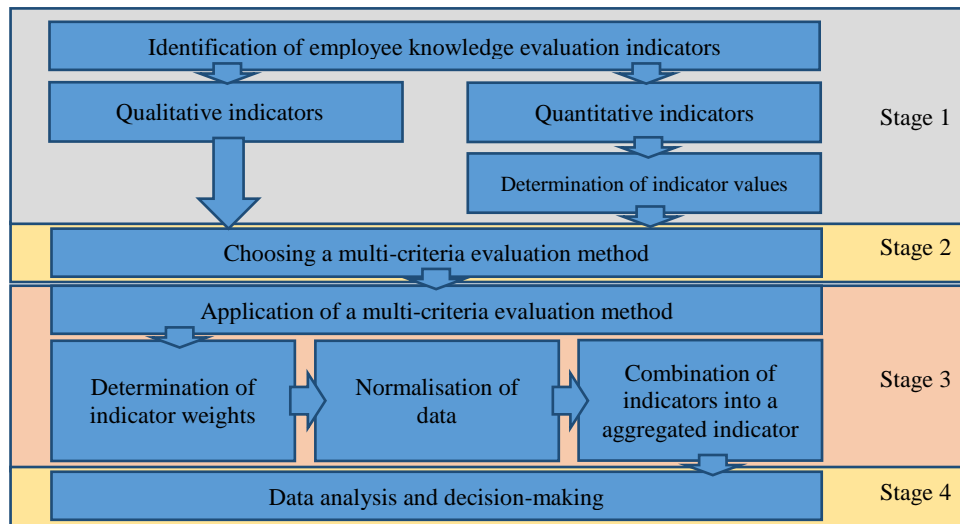 Identification of employee knowledge evaluation indicators
Qualitative indicators
Quantitative indicators
Stage 1
Determination of indicator values
Choosing a multi-criteria evaluation method
Stage 2
Application of a multi-criteria evaluation method
Determination of
indicator weights
Normalisation of
data
Combination of
indicators into a
aggregated indicator
Stage 3
Data analysis and decision-making
Stage 4